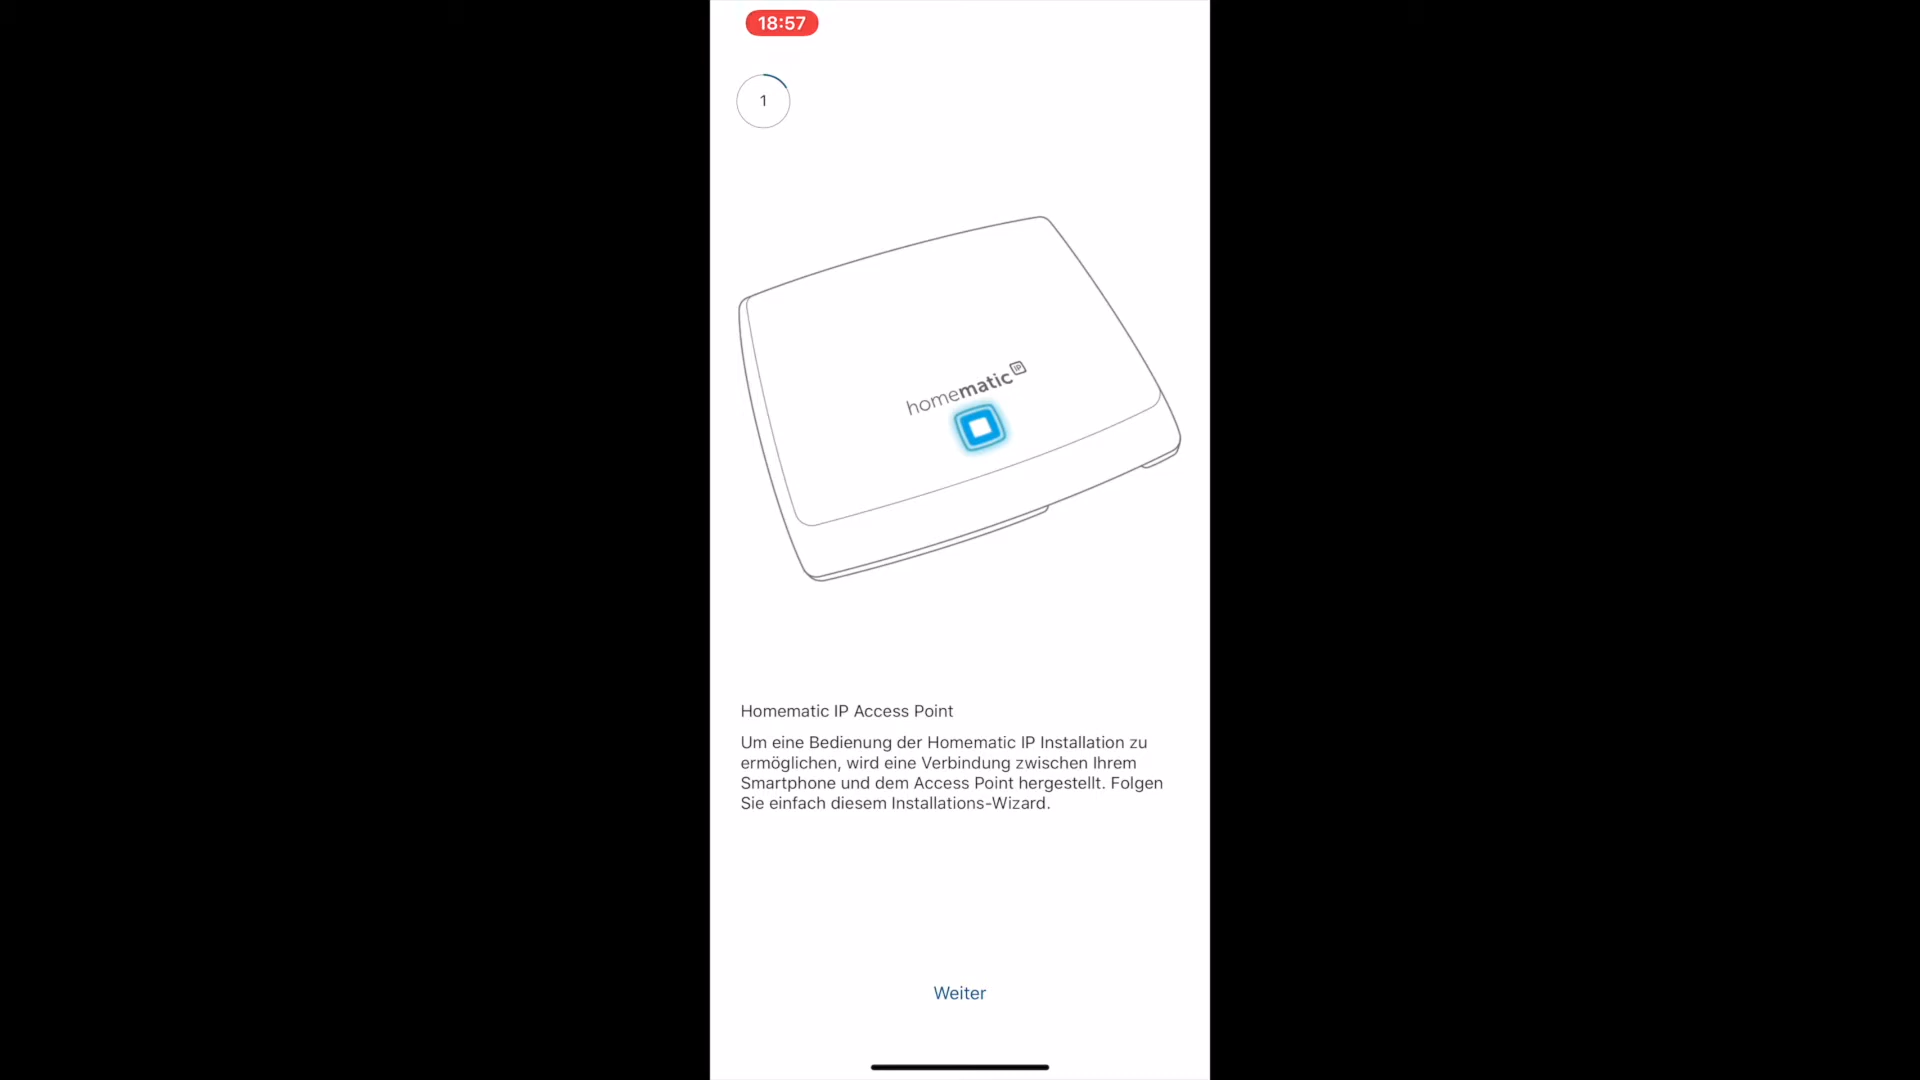 18:57
1
homematic IP
Homematic IP Access Point
Um eine Bedienung der Homematic IP Installation zu
ermöglichen, wird eine Verbindung zwischen Ihrem
Smartphone und dem Access Point hergestellt. Folgen
Sie einfach diesem Installations-Wizard.
Weiter